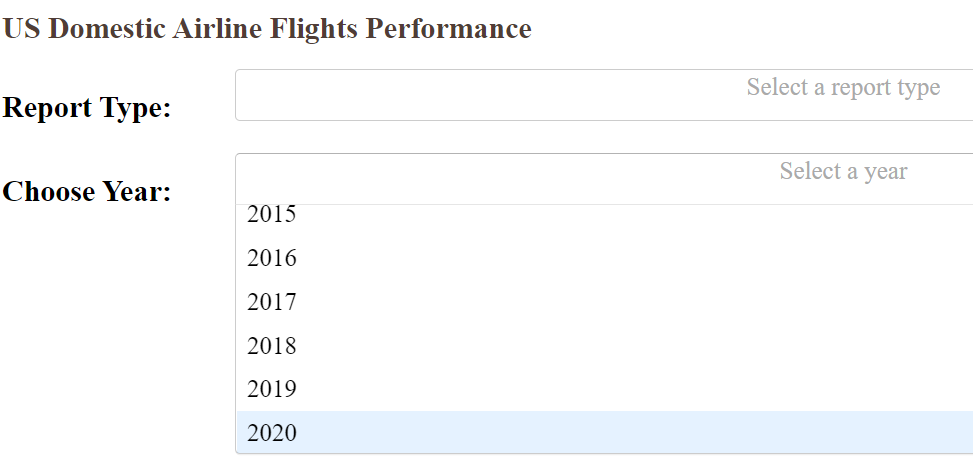 US Domestic Airline Flights Performance
Report Type:
Select a report type
Choose Year:
Select a year
2015
2016
2017
2018
2019
2020